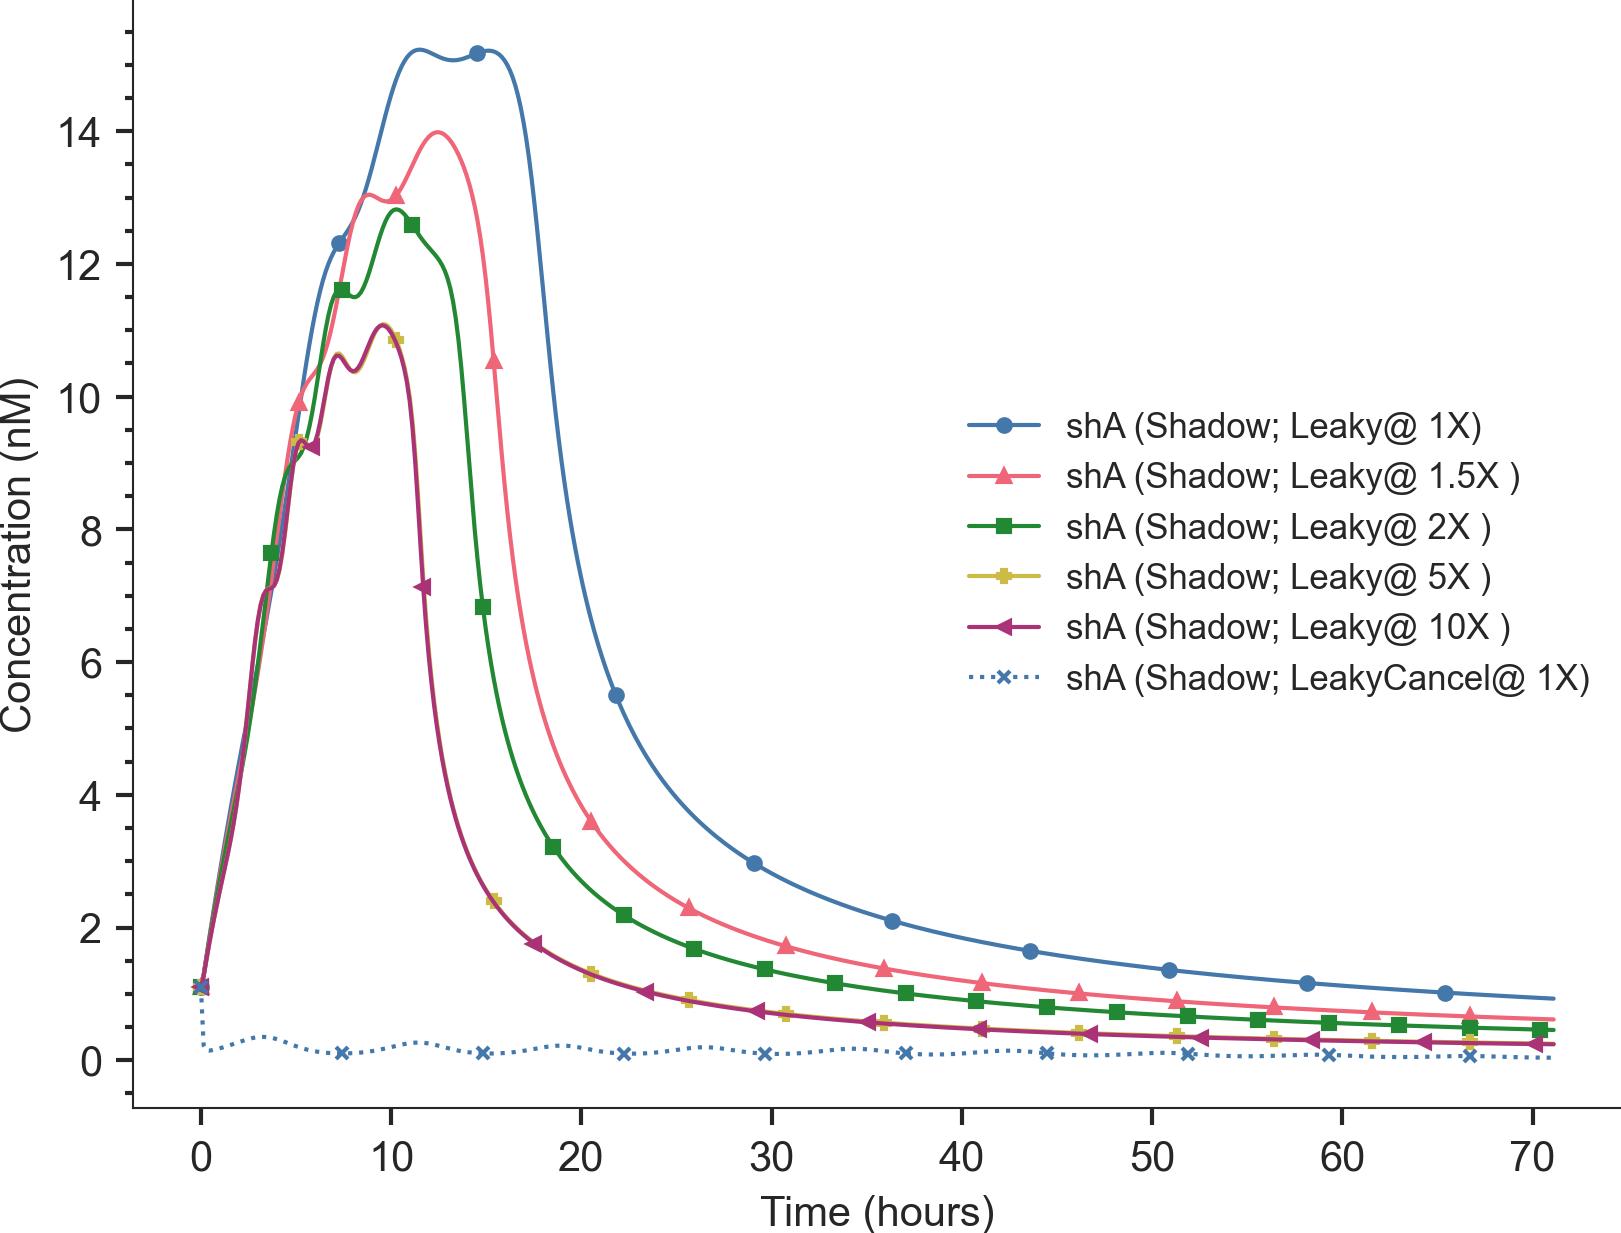 14
12
10
8
6
4
2
0
Concentration (nM)
shA (Shadow; Leaky@ 1X)
shA (Shadow; Leaky@ 1.5X )
shA (Shadow; Leaky@ 2X )
shA (Shadow; Leaky@ 5X )
shA (Shadow; Leaky@ 10X )
shA (Shadow; LeakyCancel@ 1X)
0 10 20 30 40 50 60 70
Time (hours)